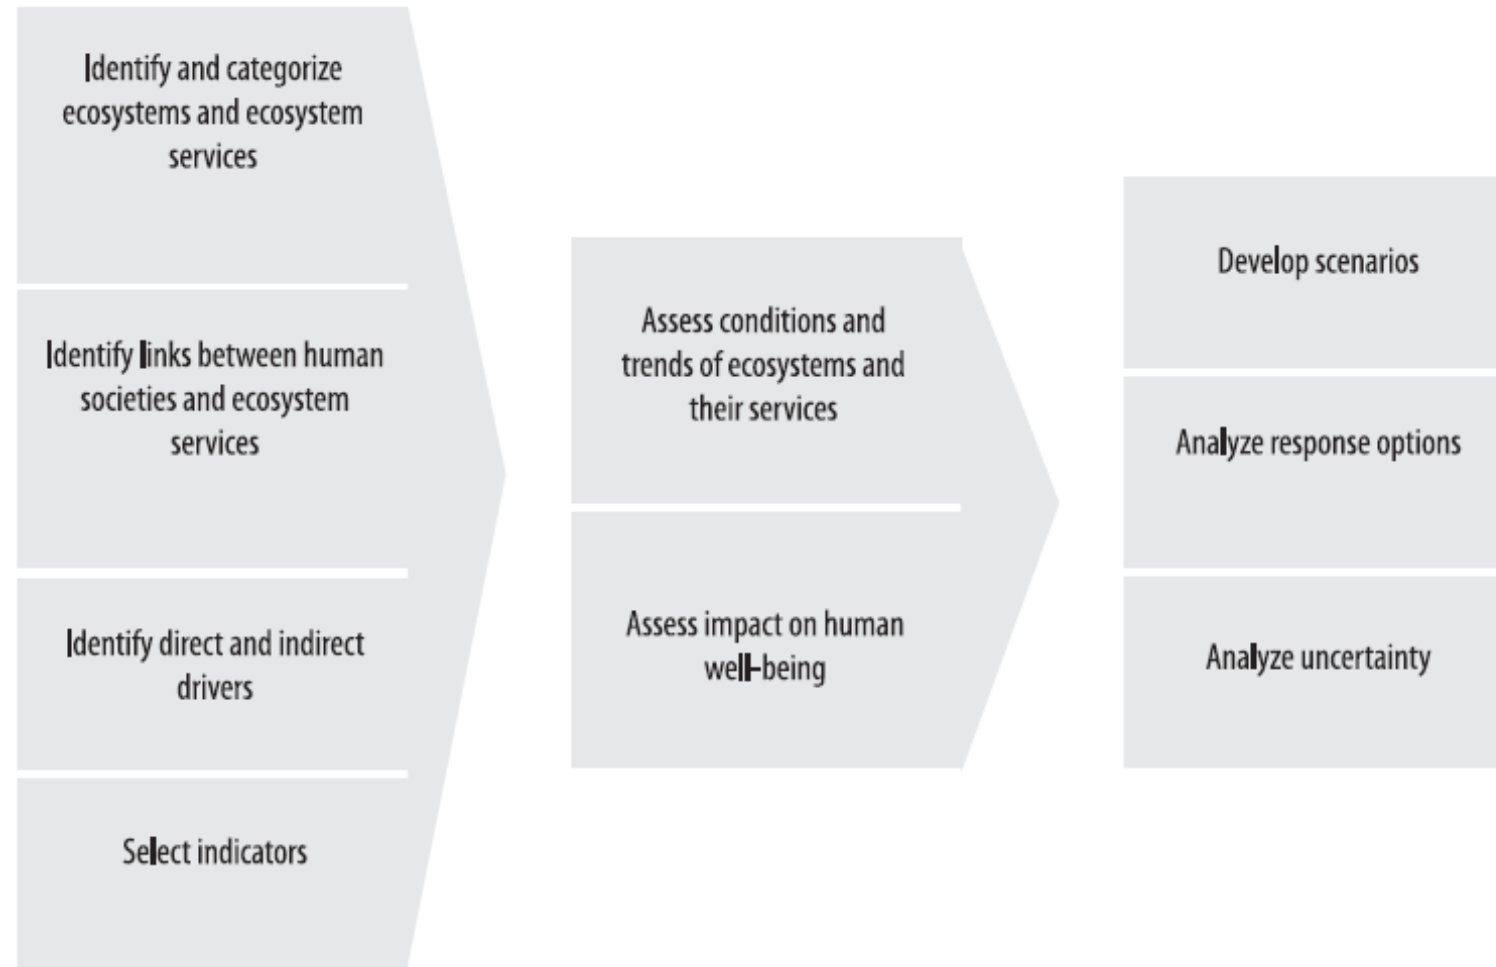 Identify and categorize
ecosystems and ecosystem
services
Identify links between human
societies and ecosystem
services
Identify direct and indirect
drivers
Select indicators
Assess conditions and
trends of ecosystems and
their services
Assess impact on human
well-being
Develop scenarios
Analyze response options
Analyze uncertainty